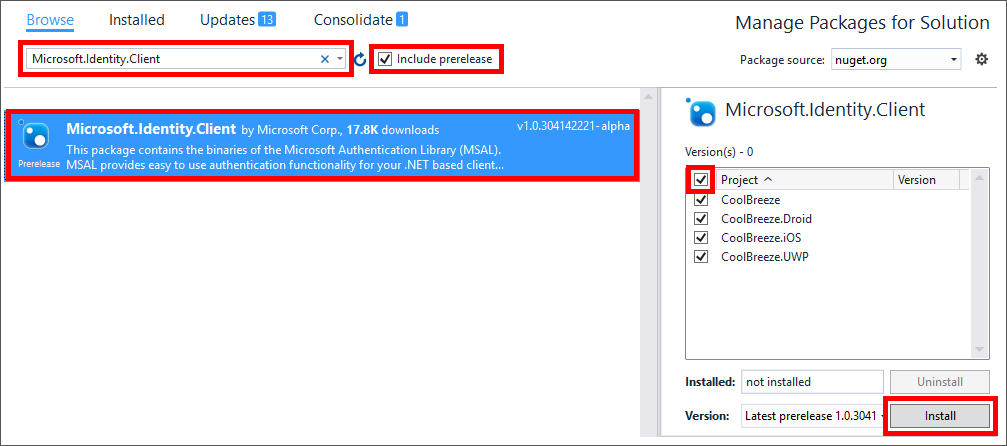 Browse Installed Updates 13 Consolidate 1 Manage Packages for Solution
Microsoft.Identity.Client Include prerelease Package source: nuget.org
Microsoft.Identity.Client by Microsoft Corp., 17.8K downloads v1.0.304142221-alpha
Prerelease
This package contains the binaries of the Microsoft Authentication Library (MSAL).
MSAL provides easy to use authentication functionality for your .NET based client...
Microsoft.Identity.Client
Version(s) - 0
Project Version
CoolBreeze
CoolBreeze.Droid
CoolBreeze.iOS
CoolBreeze.UWP
Installed: not installed Uninstall
Version: Latest prerelease 1.0.3041 Install